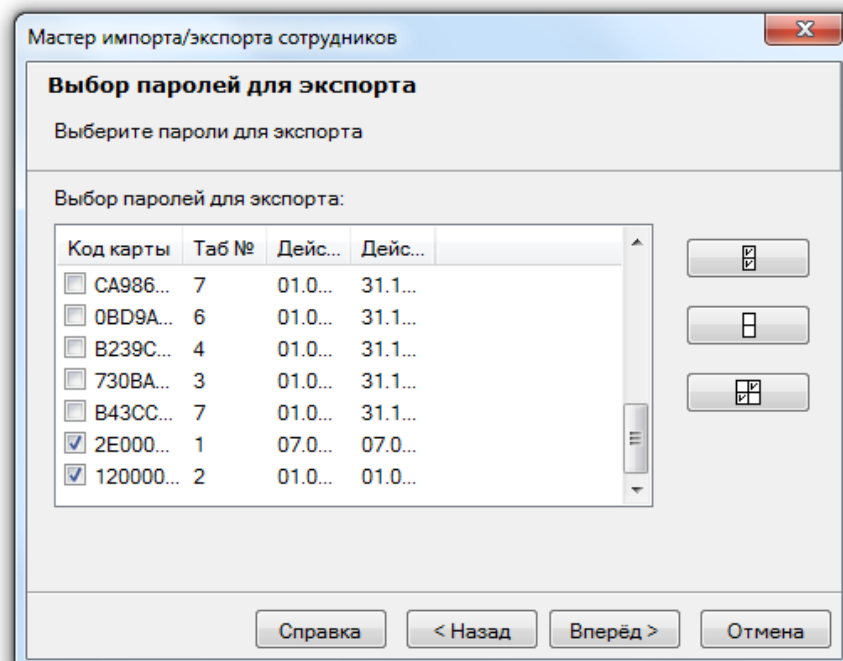 Мастер импорта/экспорта сотрудников
Выбор паролей для экспорта
Выберите пароли для экспорта
Выбор паролей для экспорта:
Код карты Таб № Дейс... Дейс...
CA986... 7 01.0... 31.1...
0BD9A... 6 01.0... 31.1...
B239C... 4 01.0... 31.1...
730BA... 3 01.0... 31.1...
B43CC... 7 01.0... 31.1...
2E000... 1 07.0... 07.0...
120000... 2 01.0... 01.0...
Справка < Назад Вперёд > Отмена